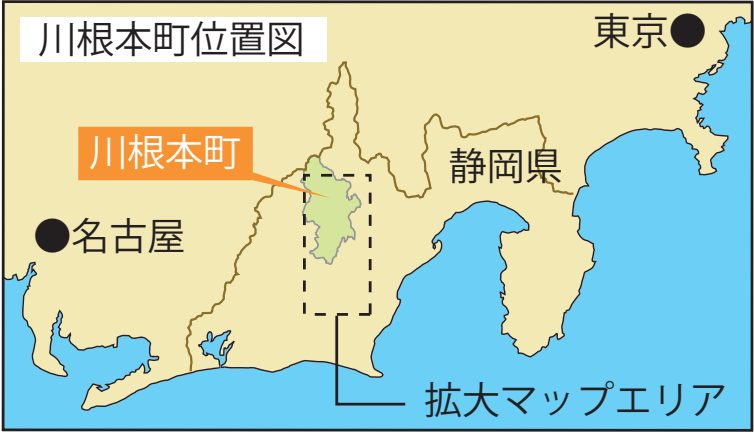 川根本町位置図
東京
川根本町
静岡県
名古屋
拡大マップエリア